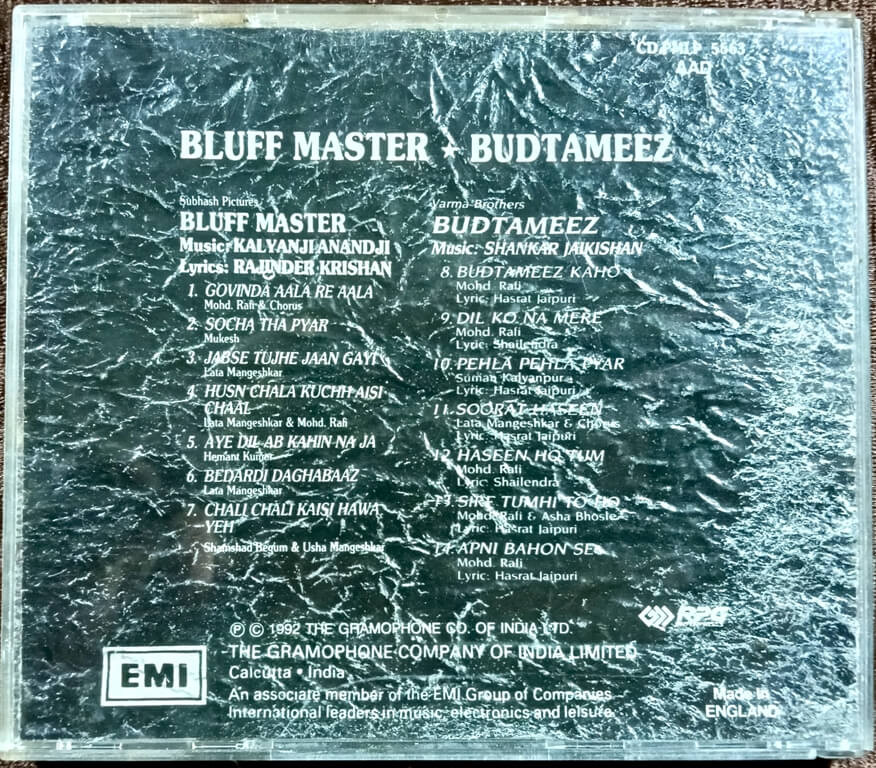 CD PMLP 5563
AAD
BLUFF MASTER ★ BUDTAMEEZ
Subhash Pictures
BLUFF MASTER
Music: KALYANJI ANANDJI
Lyrics: RAJINDER KRISHAN
1. GOVINDA AALA RE AALA
Mohd. Rafi & Chorus
2. SOCHA THA PYAR
Mukesh
3. JABSE TUJHE JAAN GAYI
Lata Mangeshkar
4. HUSN CHALA KUCHH AISI
CHAAL
Lata Mangeshkar & Mohd. Rafi
5. AYE DIL AB KAHIN NA JA
Hemant Kumar
6. BEDARDI DAGHABAAZ
Lata Mangeshkar
7. CHALI CHALI KAISI HAWA
YEH
Shamshad Begum & Usha Mangeshkar
Varma Brothers
BUDTAMEEZ
Music: SHANKAR JAIKISHAN
8. BUDTAMEEZ KAHO
Mohd. Rafi
Lyric: Hasrat Jaipuri
9. DIL KO NA MERE
Mohd. Rafi
Lyric: Shailendra
10. PEHLA PEHLA PYAR
Suman Kalyanpur
Lyric: Hasrat Jaipuri
11. SOORAT HASEEN
Lata Mangeshkar & Chorus
Lyric: Hasrat Jaipuri
12. HASEEN HO TUM
Mohd. Rafi
Lyric: Shailendra
13. SIRF TUMHI TO HO
Mohd. Rafi & Asha Bhosle
Lyric: Hasrat Jaipuri
14. APNI BAHON SE
Mohd. Rafi
Lyric: Hasrat Jaipuri
RPG
℗ © 1992 THE GRAMOPHONE CO. OF INDIA LTD.
THE GRAMOPHONE COMPANY OF INDIA LIMITED
Calcutta • India
An associate member of the EMI Group of Companies
International leaders in music, electronics and leisure
EMI
Made in
ENGLAND